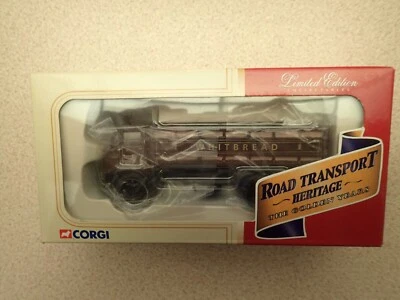 Limited Edition
WHITBREAD
ROAD TRANSPORT
HERITAGE
THE GOLDEN YEARS
CORGI